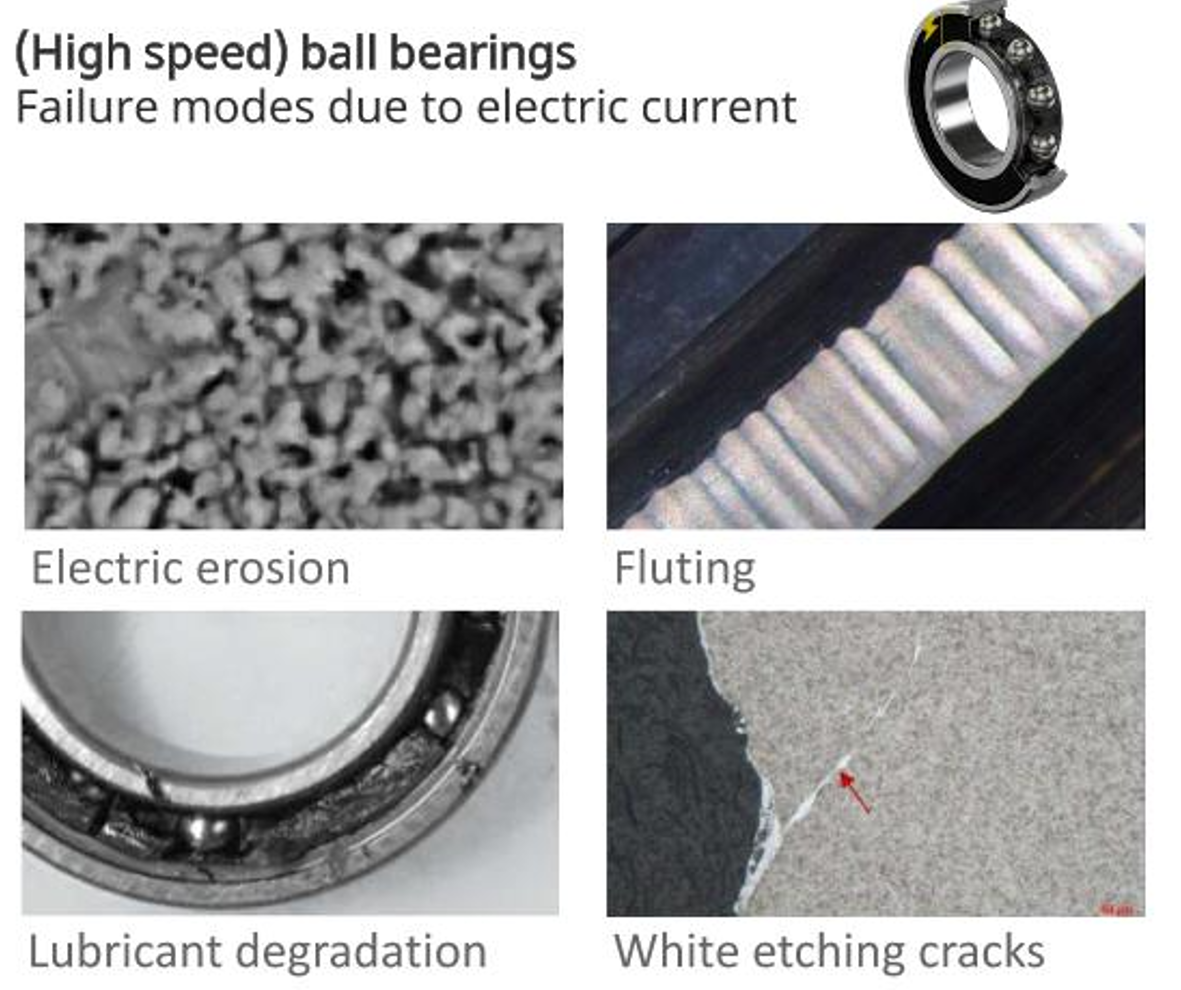 (High speed) ball bearings
Failure modes due to electric current
Electric erosion
Fluting
Lubricant degradation
White etching cracks